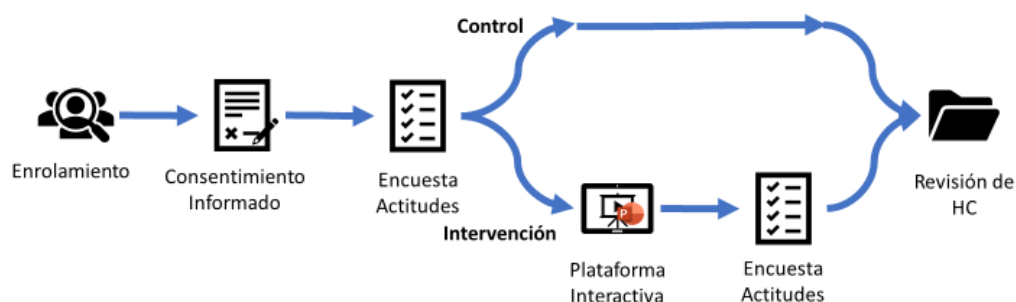 Control
Enrolamiento
Consentimiento
Informado
Encuesta
Actitudes
Intervención
P
Plataforma
Interactiva
Encuesta
Actitudes
Revisión de
HC